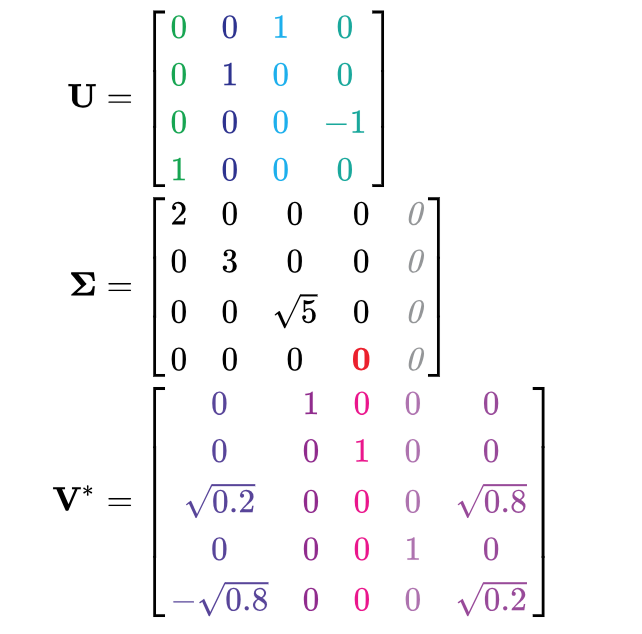 0 0 1 0
0 1 0 0
U =
0 0 0 −1
1 0 0 0
2 0 0 0 0
0 3 0 0 0
Σ =
0 0 √5 0 0
0 0 0 0 0
0 1 0 0 0
0 0 1 0 0
V* = √0.2 0 0 0 √0.8
0 0 0 1 0
−√0.8 0 0 0 √0.2